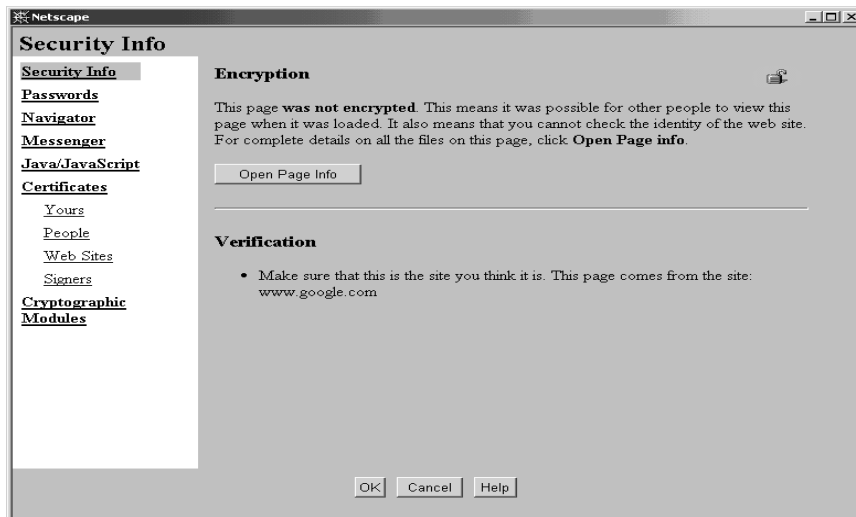 Netscape
Security Info
Security Info
Passwords
Navigator
Messenger
Java/JavaScript
Certificates
Yours
People
Web Sites
Signers
Cryptographic
Modules
Encryption
This page was not encrypted. This means it was possible for other people to view this
page when it was loaded. It also means that you cannot check the identity of the web site.
For complete details on all the files on this page, click Open Page info.
Open Page Info
Verification
• Make sure that this is the site you think it is. This page comes from the site:
www.google.com
OK
Cancel
Help